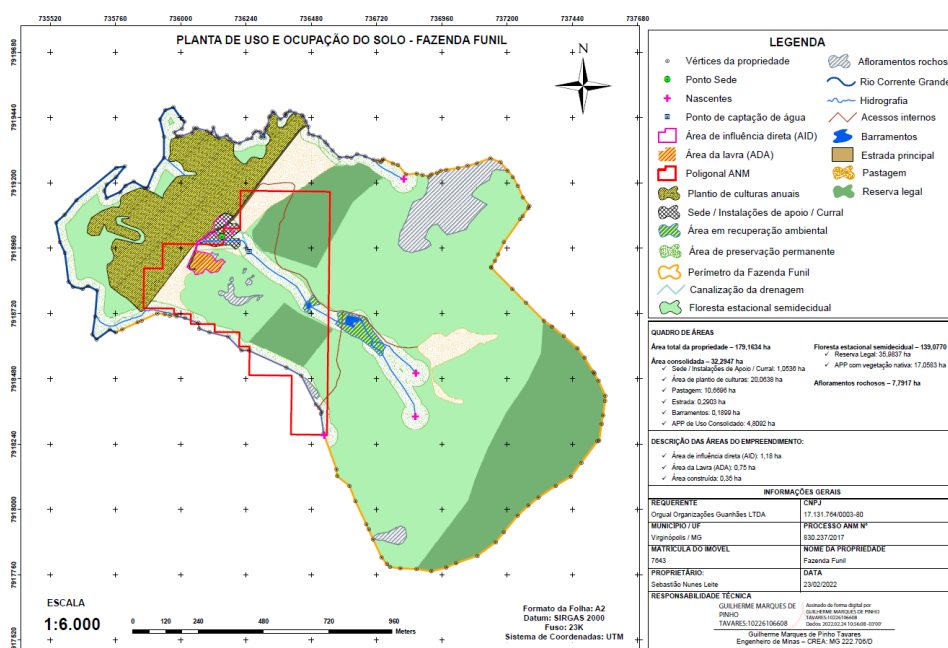 735520 735760 736000 736240 736480 736720 736960 737200 737440 737680
PLANTA DE USO E OCUPAÇÃO DO SOLO - FAZENDA FUNIL
N
7919680
7919440
7919200
7918960
7918720
7918480
7918240
7918000
7917760
7917520
ESCALA
1:6.000
0 120 240 480 720 960
Meters
Formato da Folha: A2
Datum: SIRGAS 2000
Fuso: 23K
Sistema de Coordenadas: UTM
LEGENDA
Vértices da propriedade
Ponto Sede
Nascentes
Ponto de captação de água
Área de influência direta (AID)
Área da lavra (ADA)
Poligonal ANM
Plantio de culturas anuais
Sede / Instalações de apoio / Curral
Área em recuperação ambiental
Área de preservação permanente
Perímetro da Fazenda Funil
Canalização da drenagem
Floresta estacional semidecidual
Afloramentos rochos
Rio Corrente Grande
Hidrografia
Acessos internos
Barramentos
Estrada principal
Pastagem
Reserva legal
QUADRO DE ÁREAS
Área total da propriedade – 179,1634 ha
Área consolidada – 32,2947 ha
✓ Sede / Instalações de Apoio / Curral: 1,0536 ha
✓ Área de plantio de culturas: 20,0638 ha
✓ Pastagem: 10,6696 ha
✓ Estrada: 0,2903 ha
✓ Barramentos: 0,1899 ha
✓ APP de Uso Consolidado: 4,8092 ha
Floresta estacional semidecidual – 139,0770
✓ Reserva Legal: 35,9837 ha
✓ APP com vegetação nativa: 17,0583 ha
Afloramentos rochosos – 7,7917 ha
DESCRIÇÃO DAS ÁREAS DO EMPREENDIMENTO:
✓ Área de influência direta (AID): 1,18 ha
✓ Área da Lavra (ADA): 0,75 ha
✓ Área construída: 0,35 ha
INFORMAÇÕES GERAIS
REQUERENTE
Orgual Organizações Guanhães LTDA
CNPJ
17.131.764/0003-80
MUNICÍPIO / UF
Virginópolis / MG
PROCESSO ANM Nº
830.237/2017
MATRÍCULA DO IMÓVEL
7643
NOME DA PROPRIEDADE
Fazenda Funil
PROPRIETÁRIO:
Sebastião Nunes Leite
DATA
23/02/2022
RESPONSABILIDADE TÉCNICA
GUILHERME MARQUES DE
PINHO
TAVARES:10226106608
Assinado de forma digital por
GUILHERME MARQUES DE PINHO
TAVARES:10226106608
Guilherme Marques de Pinho Tavares
Engenheiro de Minas – CREA: MG 222.706/D